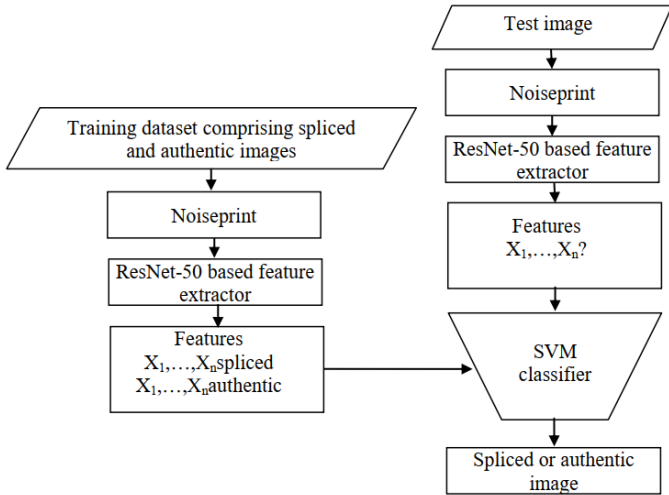 Training dataset comprising spliced
and authentic images
Noiseprint
ResNet-50 based feature
extractor
Features
X₁,…,Xₙspliced
X₁,…,Xₙauthentic
Test image
Noiseprint
ResNet-50 based feature
extractor
Features
X₁,…,Xₙ?
SVM
classifier
Spliced or authentic
image